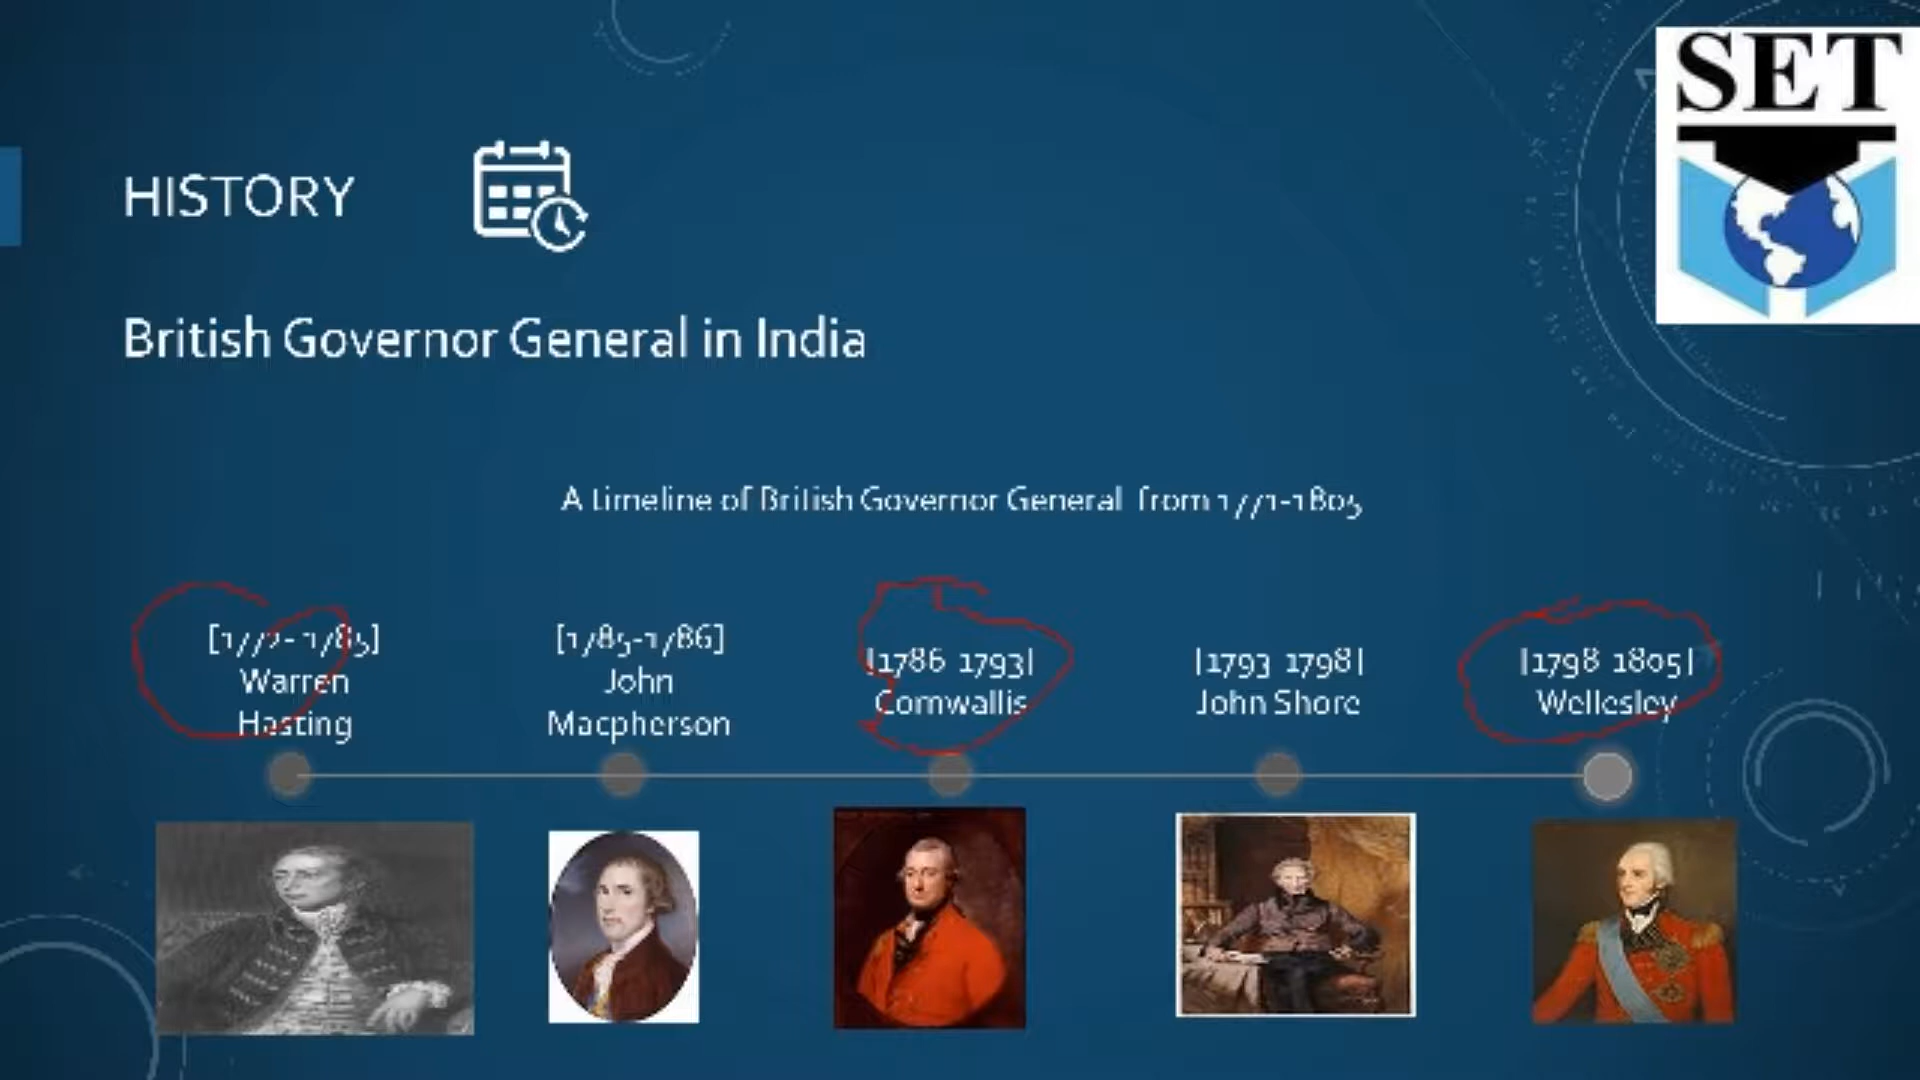 SET
HISTORY
British Governor General in India
A timeline of British Governor General from 1771-1805
[1772-1785]
Warren
Hasting
[1785-1786]
John
Macpherson
[1786 1793]
Cornwallis
[1793 1798]
John Shore
[1798 1805]
Wellesley